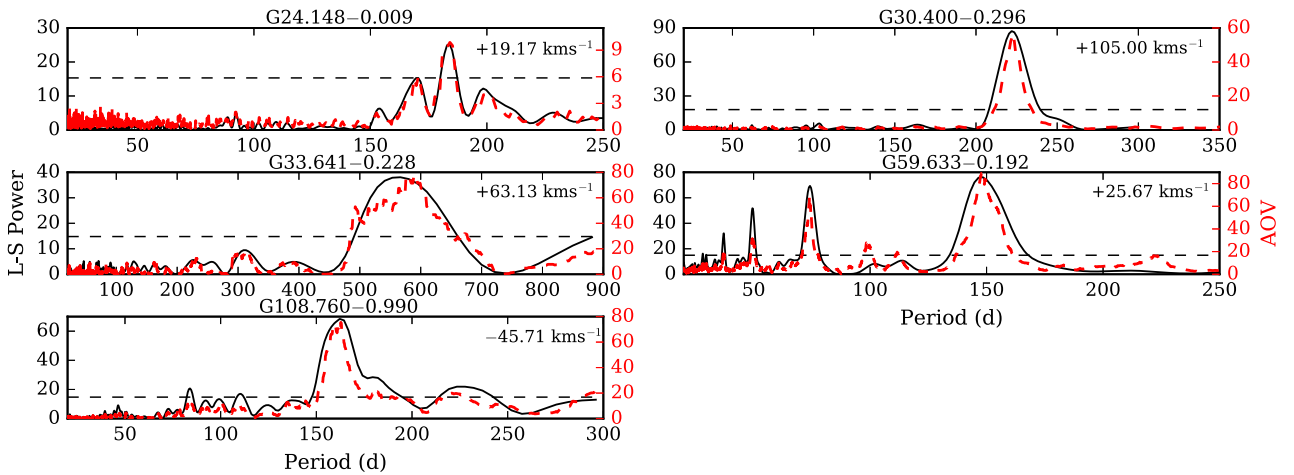 G24.148−0.009
30
20
10
0
+19.17 kms⁻¹
9
6
3
0
50 100 150 200 250
G30.400−0.296
90
60
30
0
+105.00 kms⁻¹
60
40
20
0
50 100 150 200 250 300 350
G33.641−0.228
40
30
20
10
0
+63.13 kms⁻¹
80
60
40
20
0
100 200 300 400 500 600 700 800 900
L-S Power
G59.633−0.192
80
60
40
20
0
+25.67 kms⁻¹
80
60
40
20
0
AOV
50 100 150 200 250
Period (d)
G108.760−0.990
60
40
20
0
−45.71 kms⁻¹
80
60
40
20
0
50 100 150 200 250 300
Period (d)